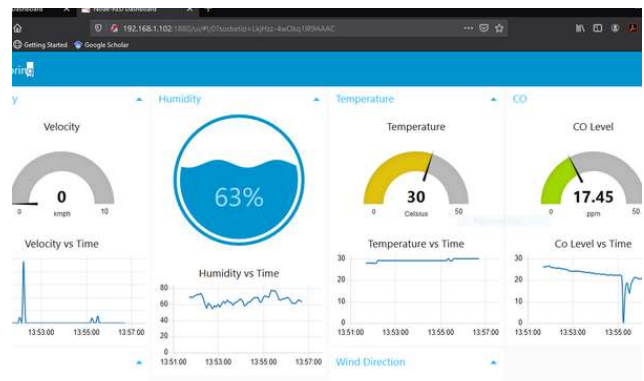 Node-RED Dashboard
192.168.1.102:1880/ui/#!/0?socketid=
Getting Started Google Scholar
oring
y Humidity Temperature CO
Velocity Temperature CO Level
63%
0 30 17.45
0 kmph 10 0 Celsius 50 0 ppm 50
Velocity vs Time Humidity vs Time Temperature vs Time Co Level vs Time
80
60
40
20
0
30
20
10
0
30
20
10
0
13:53:00 13:55:00 13:57:00
13:51:00 13:53:00 13:55:00 13:57:00
13:51:00 13:53:00 13:55:00 13:57:00
13:51:00 13:53:00 13:55:00
Wind Direction